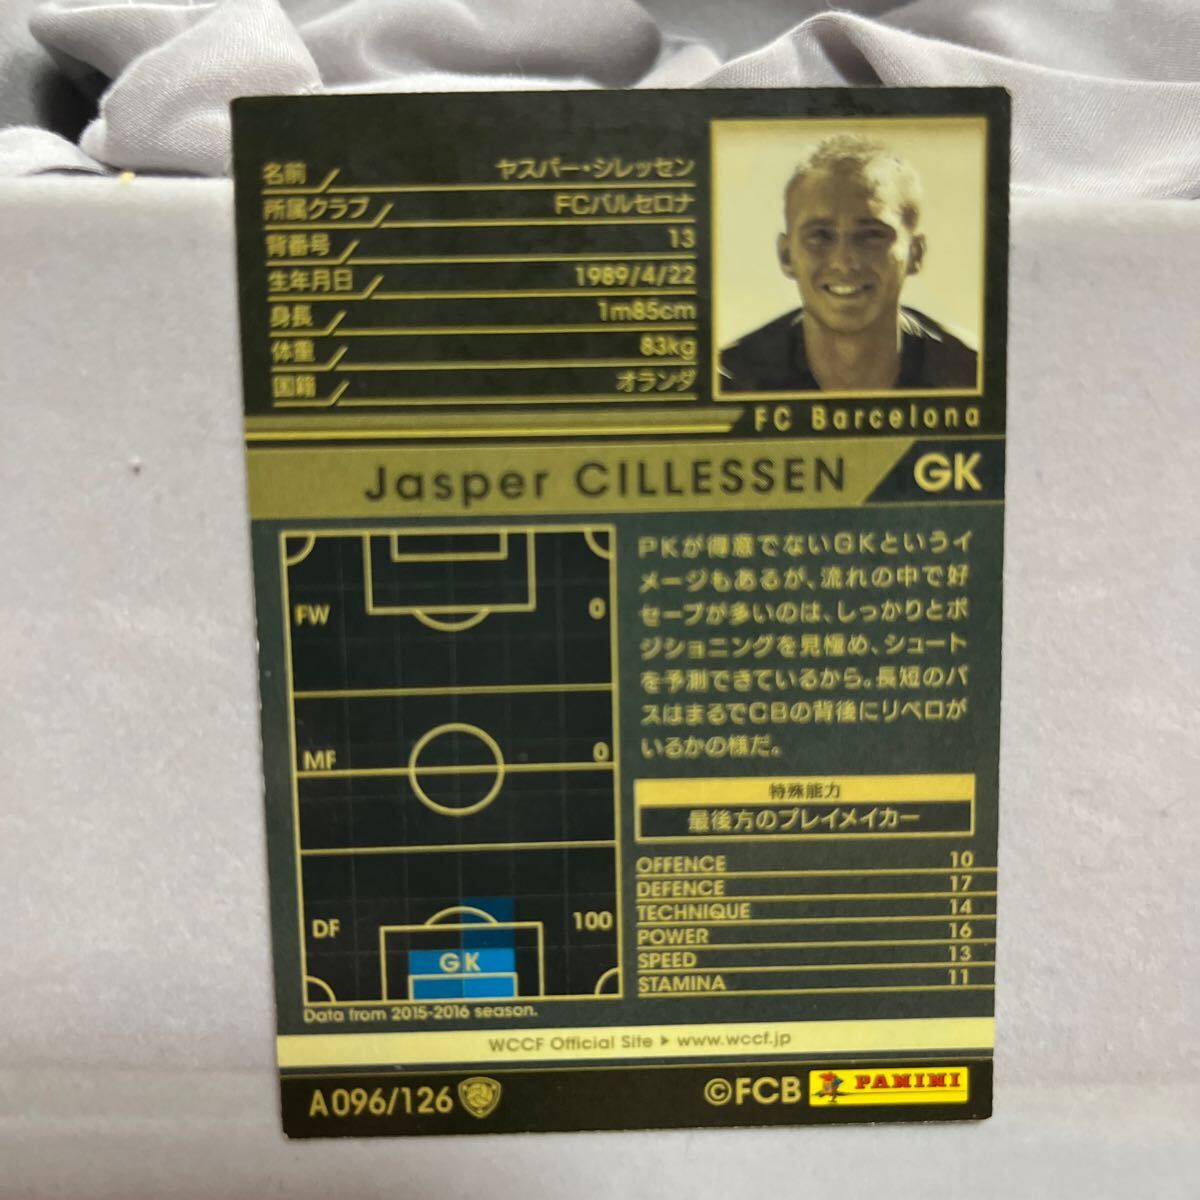 名前 ヤスパー・シレッセン
所属クラブ FCバルセロナ
背番号 13
生年月日 1989/4/22
身長 1m85cm
体重 83kg
国籍 オランダ
FC Barcelona
Jasper CILLESSEN GK
FW 0
MF 0
DF 100
GK
Data from 2015-2016 season.
PKが得意でないGKというイ
メージもあるが、流れの中で好
セーブが多いのは、しっかりとポ
ジショニングを見極め、シュート
を予測できているから。長短のパ
スはまるでCBの背後にリベロが
いるかの様だ。
特殊能力
最後方のプレイメイカー
OFFENCE 10
DEFENCE 17
TECHNIQUE 14
POWER 16
SPEED 13
STAMINA 11
WCCF Official Site ▶ www.wccf.jp
A096/126 ©FCB PANINI